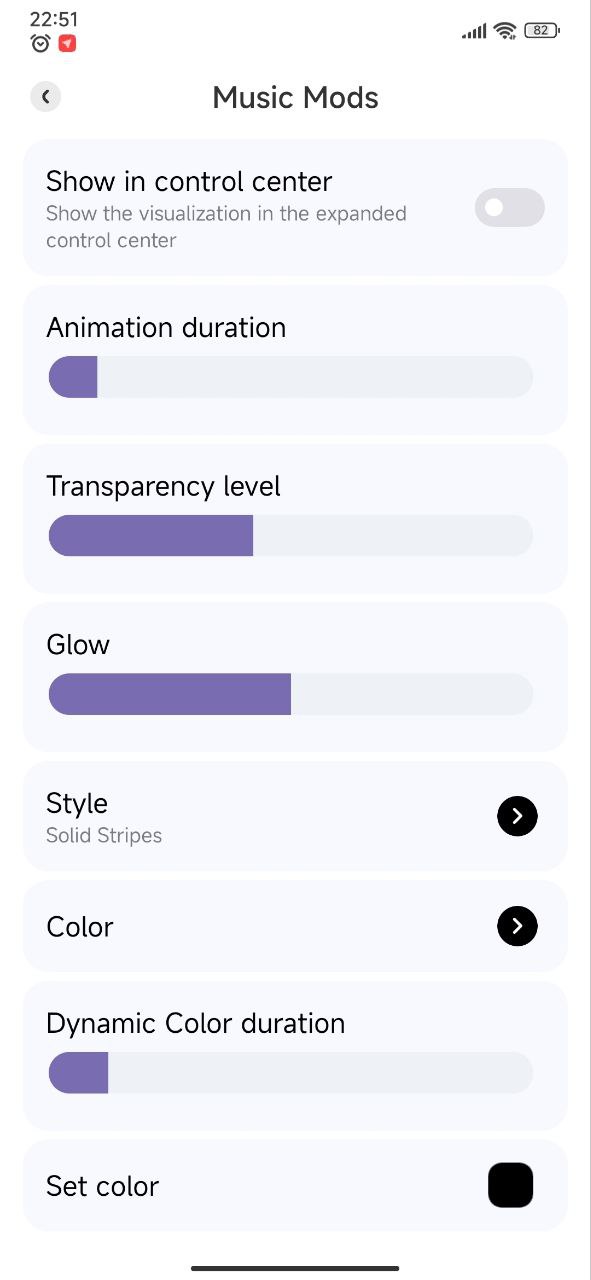 22:51
82
Music Mods
Show in control center
Show the visualization in the expanded
control center
Animation duration
Transparency level
Glow
Style
Solid Stripes
Color
Dynamic Color duration
Set color